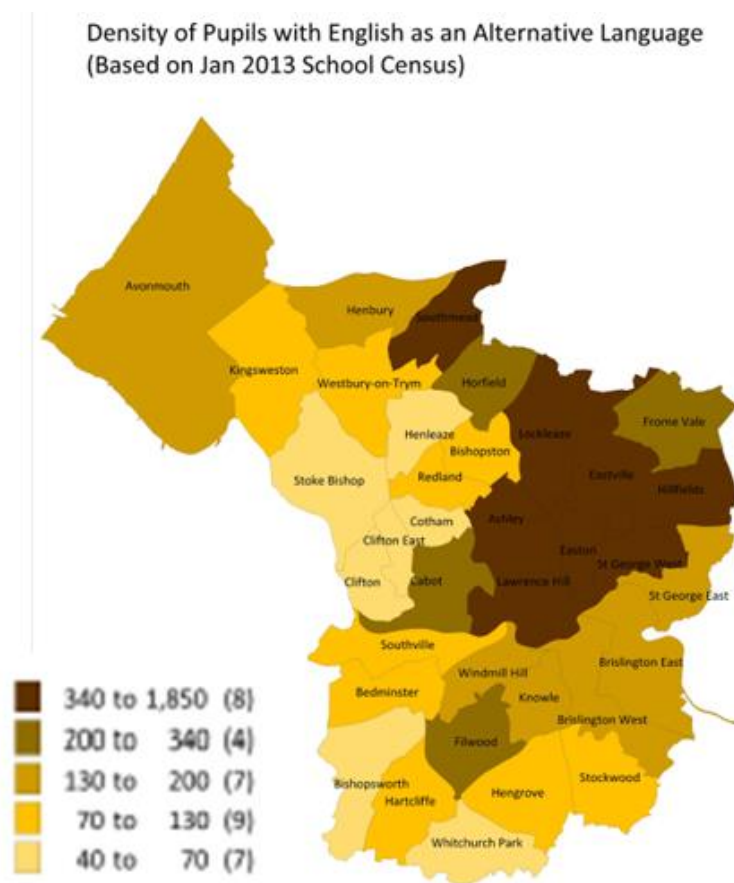 Density of Pupils with English as an Alternative Language
(Based on Jan 2013 School Census)
Avonmouth
Henbury
Southmead
Kingsweston
Westbury-on-Trym
Horfield
Frome Vale
Henleaze
Lockleaze
Bishopston
Redland
Stoke Bishop
Eastville
Hillfields
Cotham
Ashley
Clifton East
Easton
St George West
Clifton
Cabot
Lawrence Hill
St George East
Southville
Windmill Hill
Brislington East
Bedminster
Knowle
Brislington West
Filwood
Bishopsworth
Hartcliffe
Hengrove
Stockwood
Whitchurch Park
340 to 1,850 (8)
200 to 340 (4)
130 to 200 (7)
70 to 130 (9)
40 to 70 (7)